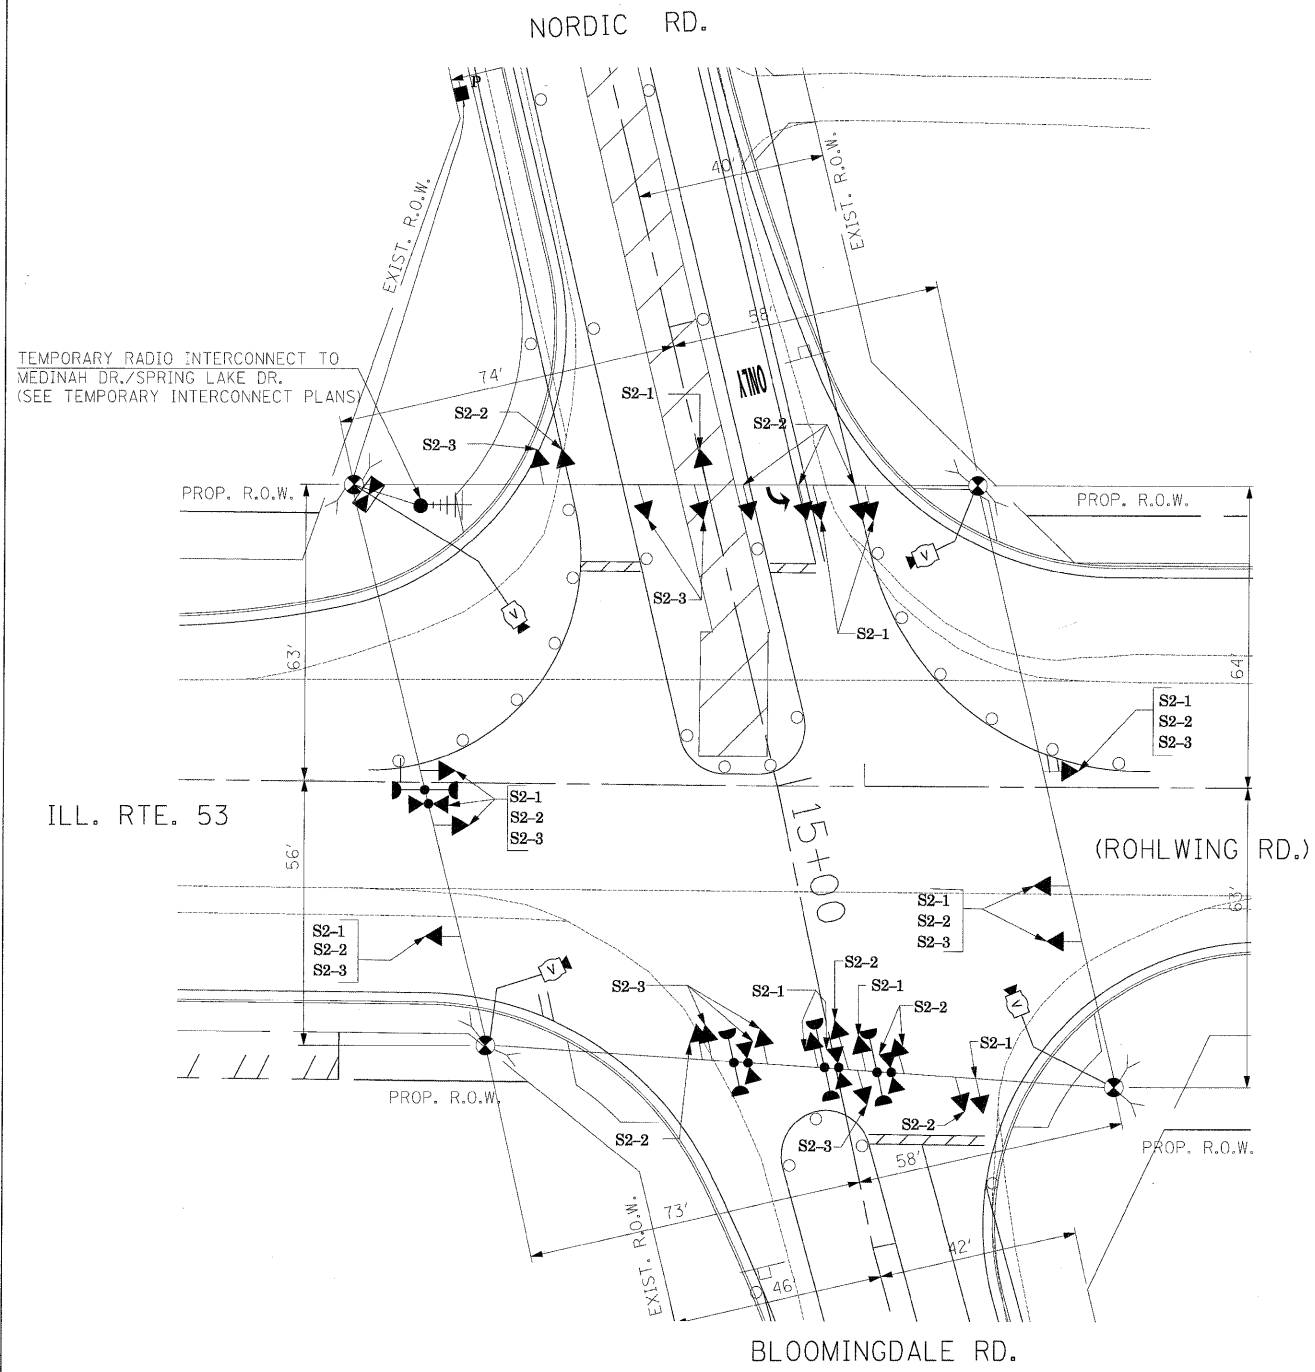 NORDIC RD.
P
40'
EXIST. R.O.W.
EXIST. R.O.W.
58'
TEMPORARY RADIO INTERCONNECT TO
MEDINAH DR./SPRING LAKE DR.
(SEE TEMPORARY INTERCONNECT PLANS)
74'
ONLY
S2-1
S2-2
S2-2
S2-3
PROP. R.O.W.
PROP. R.O.W.
V
V
S2-3
S2-1
63'
64'
S2-1
S2-2
S2-3
S2-1
S2-2
S2-3
ILL. RTE. 53
15+00
(ROHLWING RD.)
56'
63'
S2-1
S2-2
S2-3
S2-1
S2-2
S2-3
V
V
S2-3
S2-1
S2-2
S2-1
S2-2
S2-1
PROP. R.O.W.
S2-2
S2-3
S2-2
PROP. R.O.W.
58'
73'
EXIST. R.O.W.
42'
46'
BLOOMINGDALE RD.